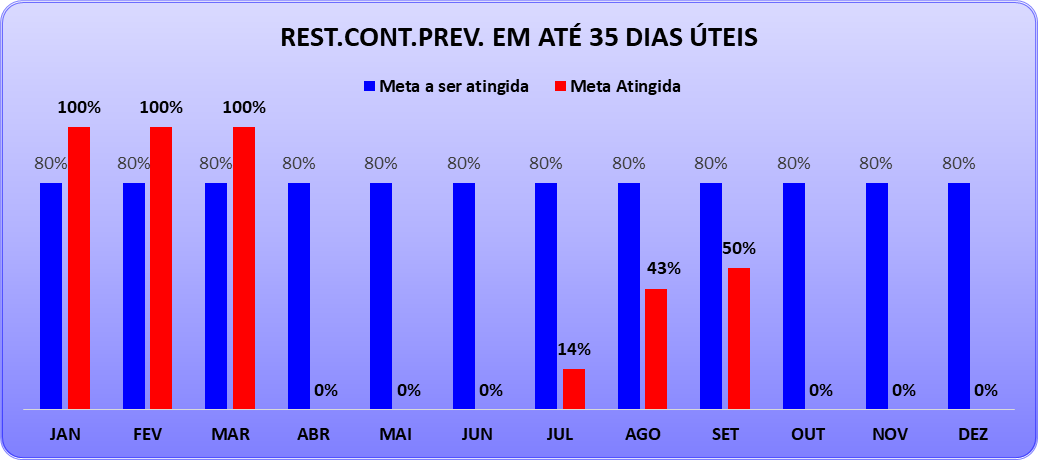 REST.CONT.PREV. EM ATÉ 35 DIAS ÚTEIS
Meta a ser atingida Meta Atingida
100% 100% 100%
80% 80% 80% 80% 80% 80% 80% 80% 80% 80% 80% 80%
50%
43%
14%
0% 0% 0% 0% 0% 0%
JAN FEV MAR ABR MAI JUN JUL AGO SET OUT NOV DEZ